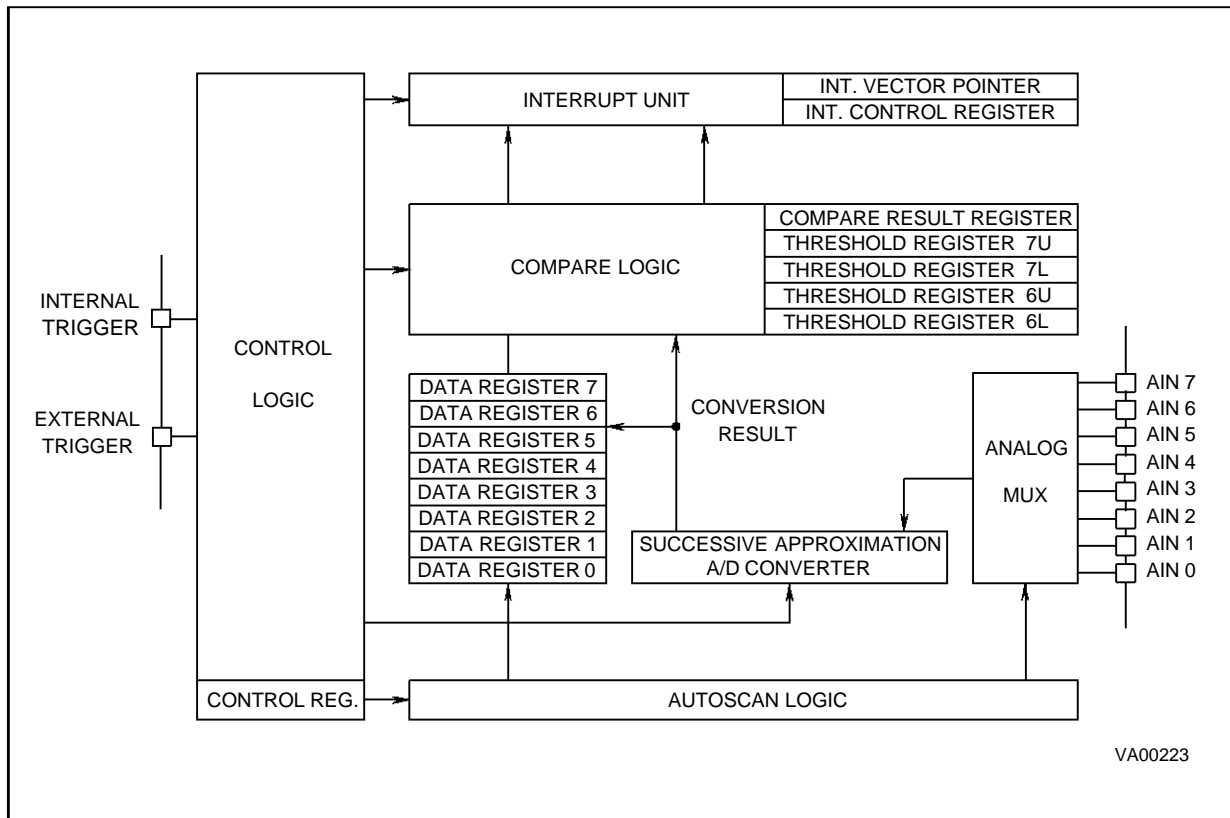 INTERRUPT UNIT
INT. VECTOR POINTER
INT. CONTROL REGISTER
COMPARE LOGIC
COMPARE RESULT REGISTER
THRESHOLD REGISTER 7U
THRESHOLD REGISTER 7L
THRESHOLD REGISTER 6U
THRESHOLD REGISTER 6L
INTERNAL
TRIGGER
EXTERNAL
TRIGGER
CONTROL
LOGIC
DATA REGISTER 7
DATA REGISTER 6
DATA REGISTER 5
DATA REGISTER 4
DATA REGISTER 3
DATA REGISTER 2
DATA REGISTER 1
DATA REGISTER 0
CONVERSION
RESULT
SUCCESSIVE APPROXIMATION
A/D CONVERTER
ANALOG
MUX
AIN 7
AIN 6
AIN 5
AIN 4
AIN 3
AIN 2
AIN 1
AIN 0
CONTROL REG.
AUTOSCAN LOGIC
VA00223